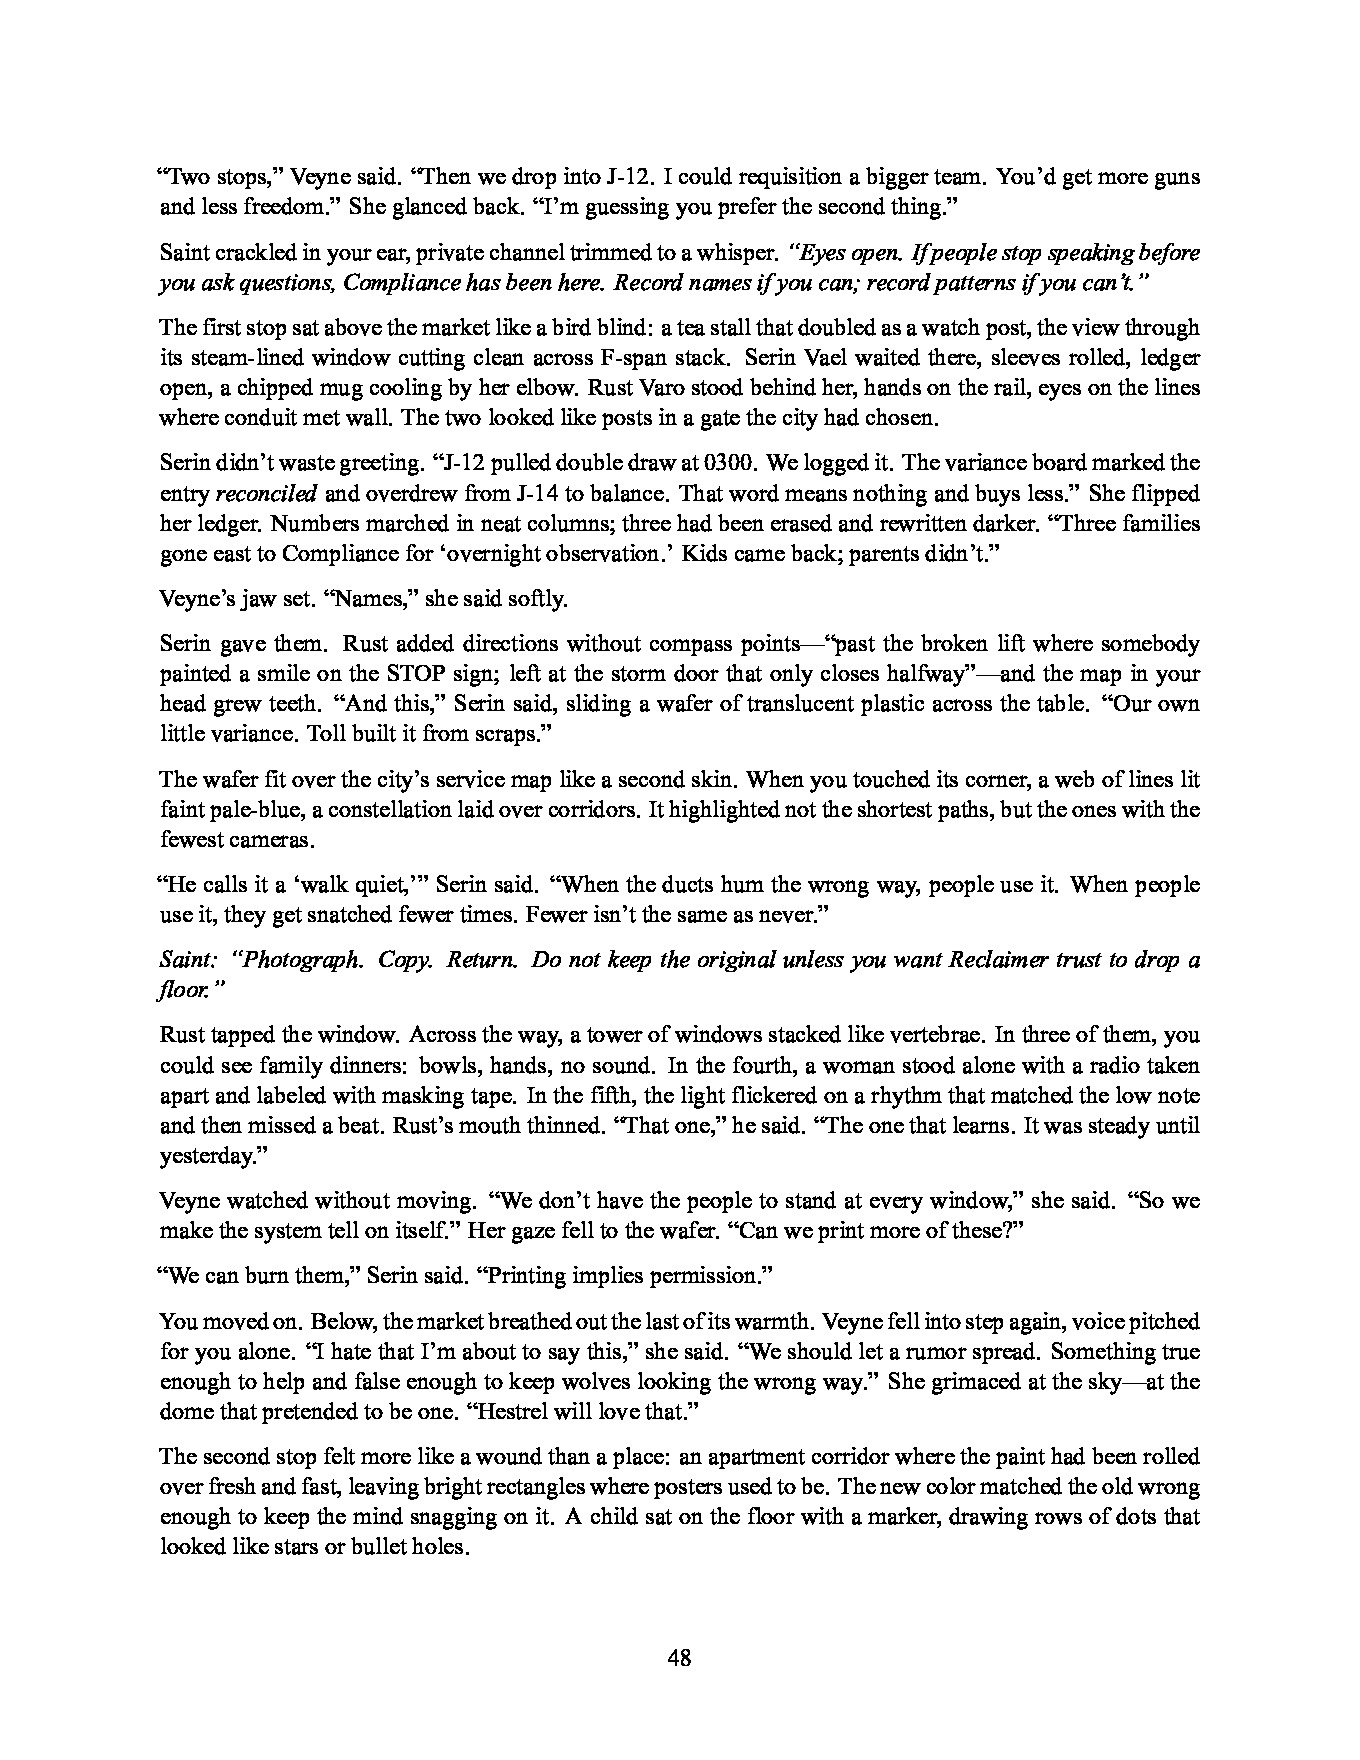 “Two stops,” Veyne said. “Then we drop into J-12. I could requisition a bigger team. You’d get more guns
and less freedom.” She glanced back. “I’m guessing you prefer the second thing.”
Saint crackled in your ear, private channel trimmed to a whisper. “Eyes open. If people stop speaking before
you ask questions, Compliance has been here. Record names if you can; record patterns if you can’t.”
The first stop sat above the market like a bird blind: a tea stall that doubled as a watch post, the view through
its steam-lined window cutting clean across F-span stack. Serin Vael waited there, sleeves rolled, ledger
open, a chipped mug cooling by her elbow. Rust Varo stood behind her, hands on the rail, eyes on the lines
where conduit met wall. The two looked like posts in a gate the city had chosen.
Serin didn’t waste greeting. “J-12 pulled double draw at 0300. We logged it. The variance board marked the
entry reconciled and overdrew from J-14 to balance. That word means nothing and buys less.” She flipped
her ledger. Numbers marched in neat columns; three had been erased and rewritten darker. “Three families
gone east to Compliance for ‘overnight observation.’ Kids came back; parents didn’t.”
Veyne’s jaw set. “Names,” she said softly.
Serin gave them. Rust added directions without compass points—“past the broken lift where somebody
painted a smile on the STOP sign; left at the storm door that only closes halfway”—and the map in your
head grew teeth. “And this,” Serin said, sliding a wafer of translucent plastic across the table. “Our own
little variance. Toll built it from scraps.”
The wafer fit over the city’s service map like a second skin. When you touched its corner, a web of lines lit
faint pale-blue, a constellation laid over corridors. It highlighted not the shortest paths, but the ones with the
fewest cameras.
“He calls it a ‘walk quiet,’” Serin said. “When the ducts hum the wrong way, people use it. When people
use it, they get snatched fewer times. Fewer isn’t the same as never.”
Saint: “Photograph. Copy. Return. Do not keep the original unless you want Reclaimer trust to drop a
floor.”
Rust tapped the window. Across the way, a tower of windows stacked like vertebrae. In three of them, you
could see family dinners: bowls, hands, no sound. In the fourth, a woman stood alone with a radio taken
apart and labeled with masking tape. In the fifth, the light flickered on a rhythm that matched the low note
and then missed a beat. Rust’s mouth thinned. “That one,” he said. “The one that learns. It was steady until
yesterday.”
Veyne watched without moving. “We don’t have the people to stand at every window,” she said. “So we
make the system tell on itself.” Her gaze fell to the wafer. “Can we print more of these?”
“We can burn them,” Serin said. “Printing implies permission.”
You moved on. Below, the market breathed out the last of its warmth. Veyne fell into step again, voice pitched
for you alone. “I hate that I’m about to say this,” she said. “We should let a rumor spread. Something true
enough to help and false enough to keep wolves looking the wrong way.” She grimaced at the sky—at the
dome that pretended to be one. “Hestrel will love that.”
The second stop felt more like a wound than a place: an apartment corridor where the paint had been rolled
over fresh and fast, leaving bright rectangles where posters used to be. The new color matched the old wrong
enough to keep the mind snagging on it. A child sat on the floor with a marker, drawing rows of dots that
looked like stars or bullet holes.
48